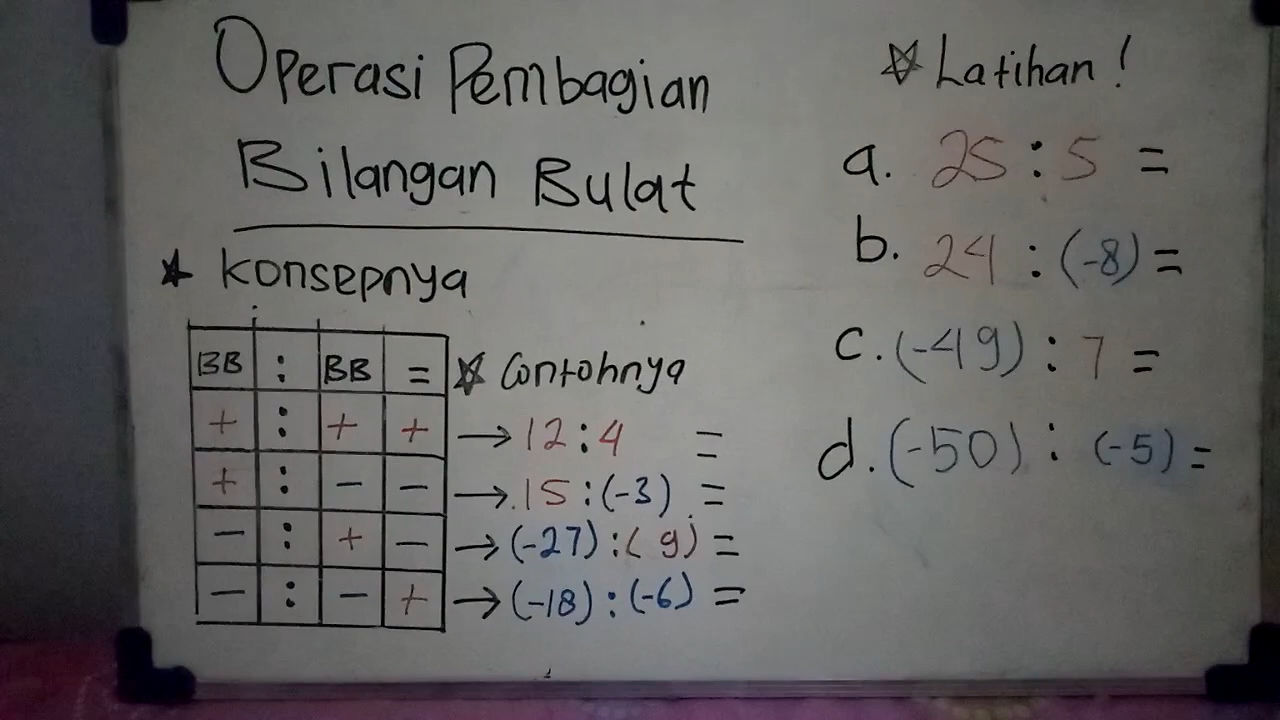 Operasi Pembagian
Bilangan Bulat
Konsepnya
BB : BB =
+ : + +
+ : - -
- : + -
- : - +
Contohnya
→ 12 : 4 =
→ 15 : (-3) =
→ (-27) : ( 9) =
→ (-18) : (-6) =
Latihan !
a. 25 : 5 =
b. 24 : (-8) =
c. (-49) : 7 =
d. (-50) : (-5) =